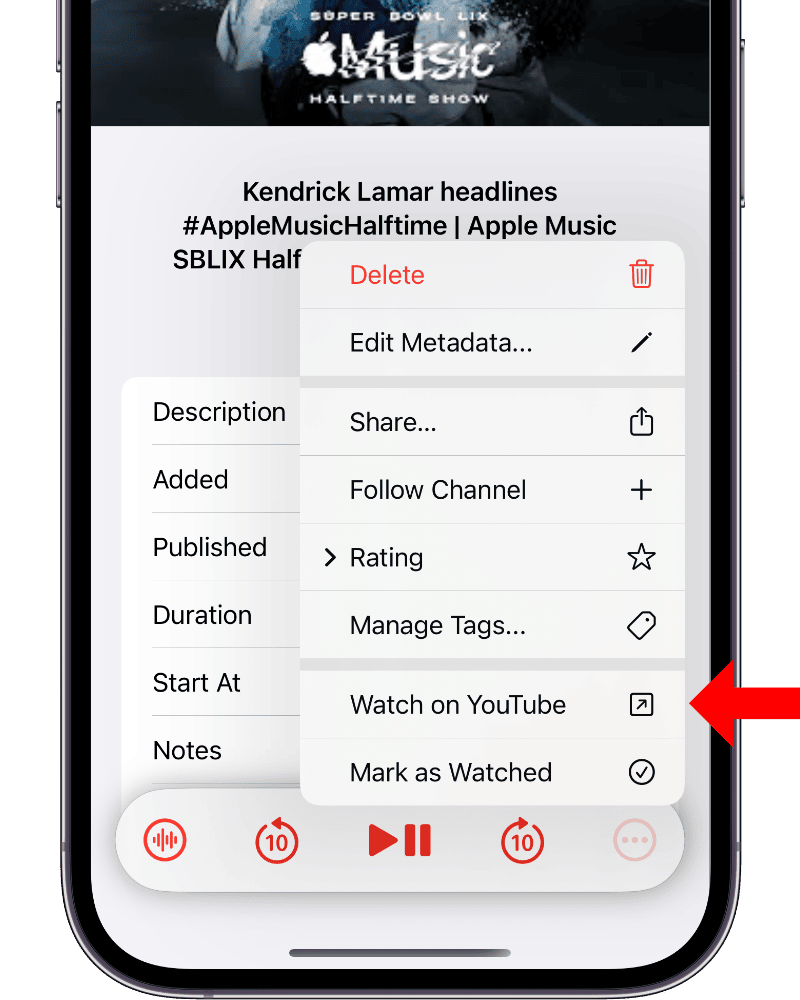 SUPER BOWL LIX
Music
HALFTIME SHOW
Kendrick Lamar headlines
#AppleMusicHalftime | Apple Music
SBLIX Half
Delete
Edit Metadata...
Share...
Follow Channel
Rating
Manage Tags...
Watch on YouTube
Mark as Watched
Description
Added
Published
Duration
Start At
Notes
10
10